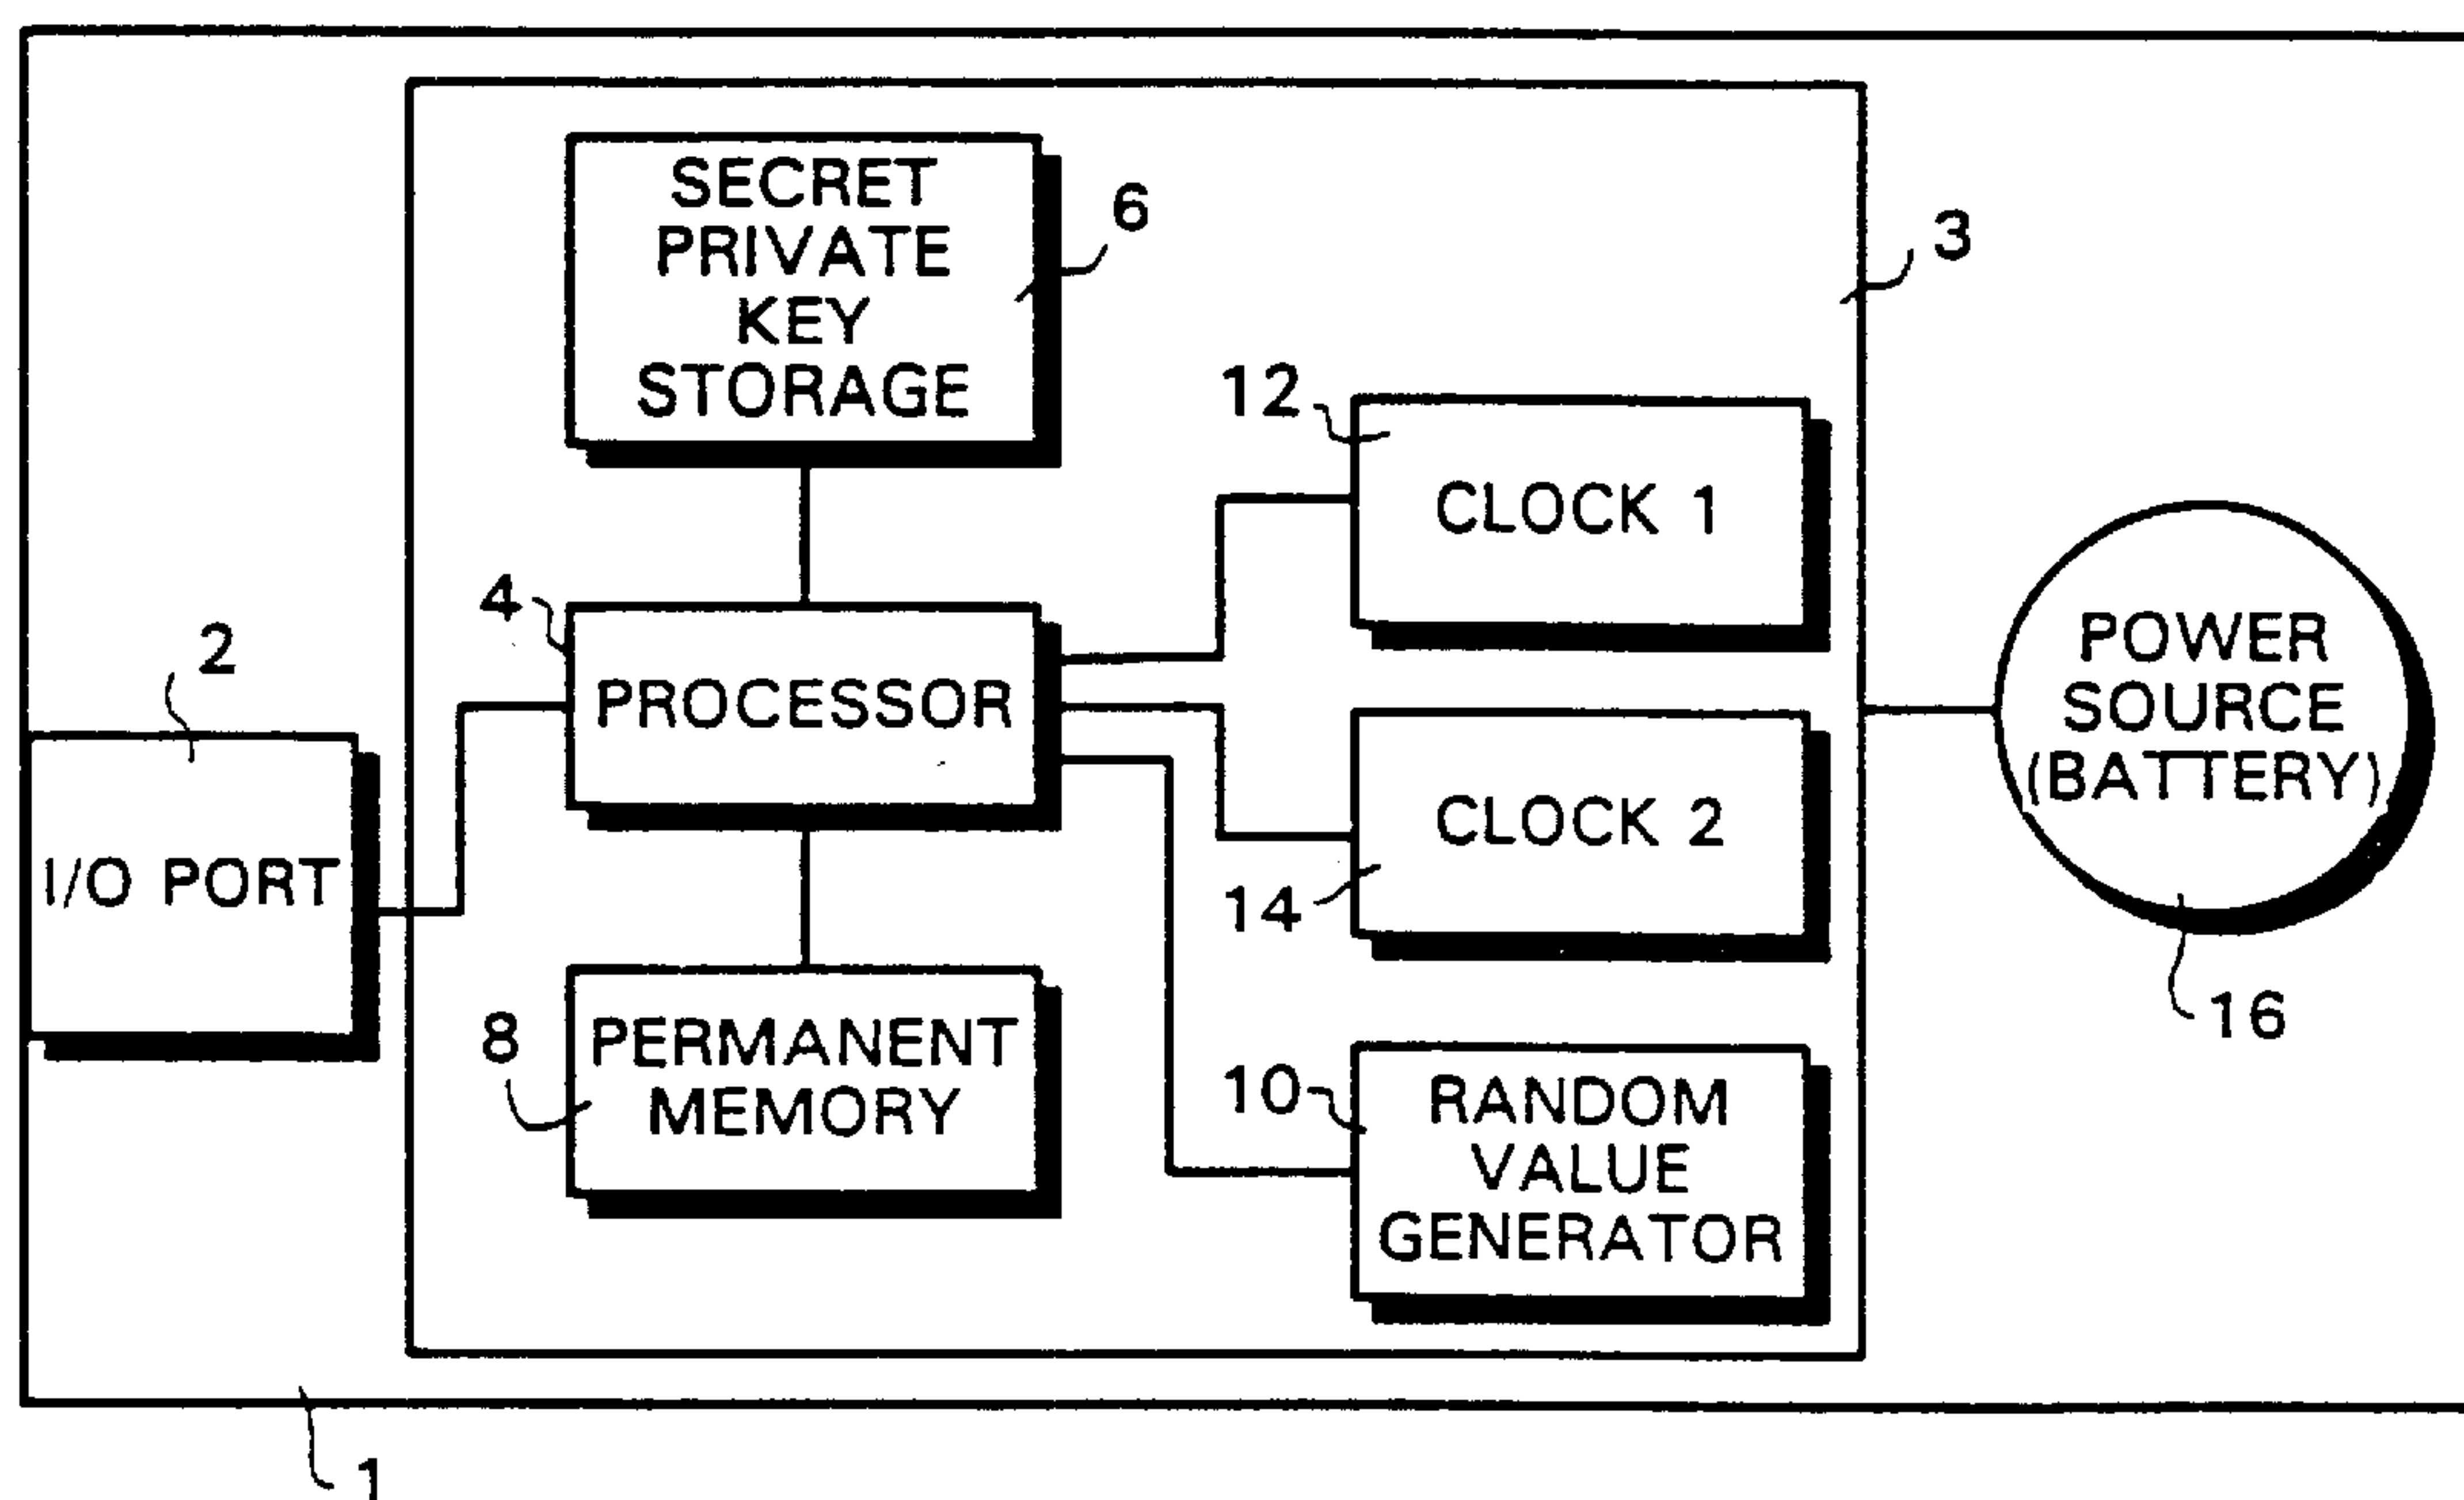 SECRET
PRIVATE
KEY
STORAGE
6
3
12
CLOCK 1
4
PROCESSOR
2
I/O PORT
POWER
SOURCE
(BATTERY)
CLOCK 2
14
16
8
PERMANENT
MEMORY
10
RANDOM
VALUE
GENERATOR
1